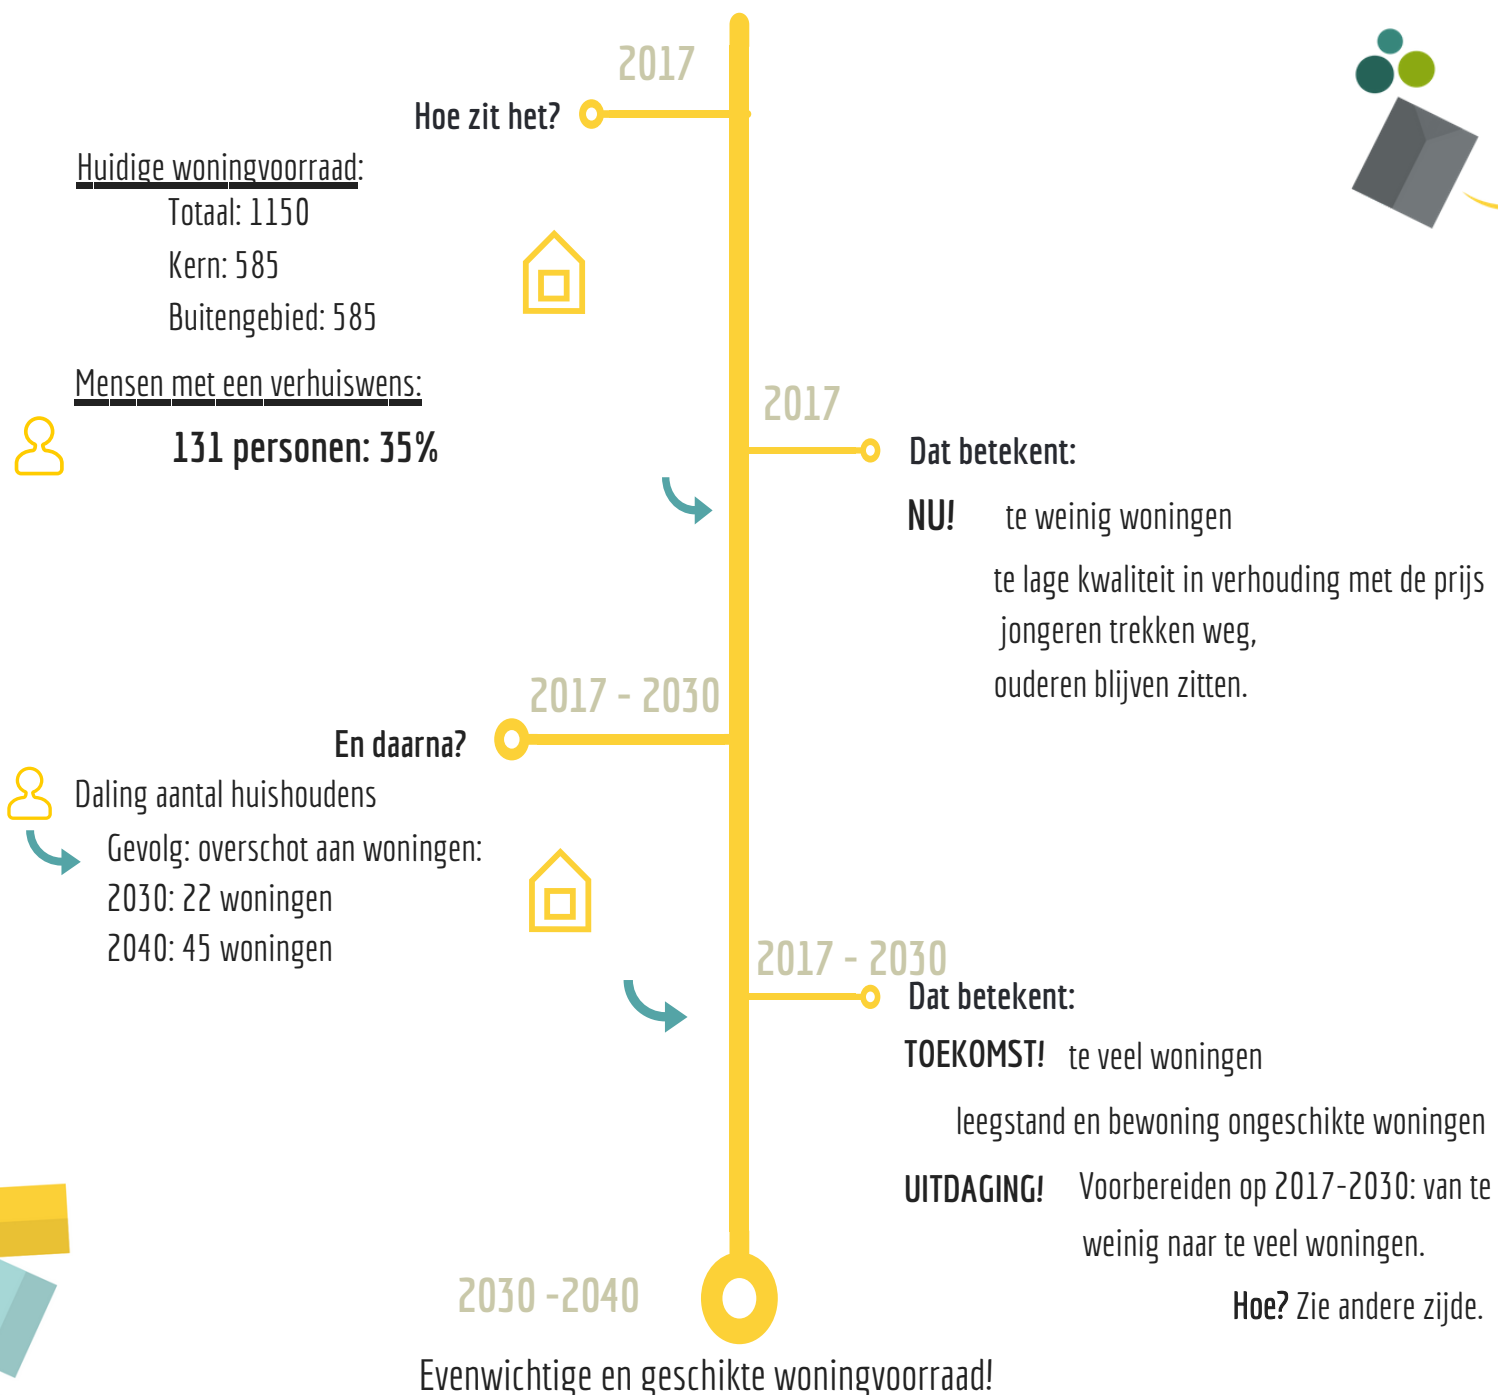 2017
Hoe zit het?
Huidige woningvoorraad:
Totaal: 1150
Kern: 585
Buitengebied: 585
Mensen met een verhuiswens:
131 personen: 35%
2017
Dat betekent:
NU! te weinig woningen
te lage kwaliteit in verhouding met de prijs
jongeren trekken weg,
ouderen blijven zitten.
2017 - 2030
En daarna?
Daling aantal huishoudens
Gevolg: overschot aan woningen:
2030: 22 woningen
2040: 45 woningen
2017 - 2030
Dat betekent:
TOEKOMST! te veel woningen
leegstand en bewoning ongeschikte woningen
UITDAGING! Voorbereiden op 2017-2030: van te
weinig naar te veel woningen.
Hoe? Zie andere zijde.
2030 -2040
Evenwichtige en geschikte woningvoorraad!